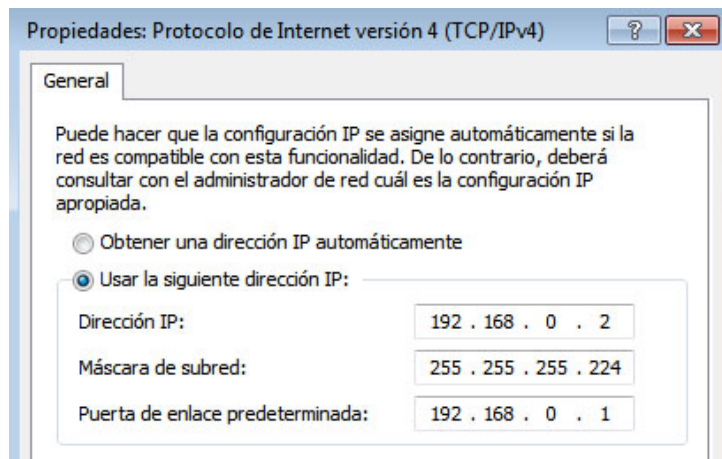 Propiedades: Protocolo de Internet versión 4 (TCP/IPv4)
General
Puede hacer que la configuración IP se asigne automáticamente si la
red es compatible con esta funcionalidad. De lo contrario, deberá
consultar con el administrador de red cuál es la configuración IP
apropiada.
Obtener una dirección IP automáticamente
Usar la siguiente dirección IP:
Dirección IP: 192 . 168 . 0 . 2
Máscara de subred: 255 . 255 . 255 . 224
Puerta de enlace predeterminada: 192 . 168 . 0 . 1